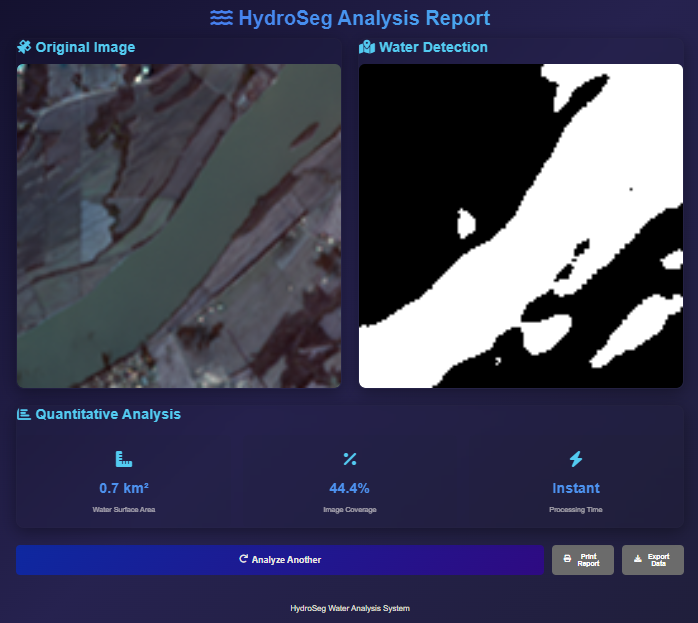 HydroSeg Analysis Report
Original Image
Water Detection
Quantitative Analysis
0.7 km²
Water Surface Area
44.4%
Image Coverage
Instant
Processing Time
Analyze Another
Print
Report
Export
Data
HydroSeg Water Analysis System